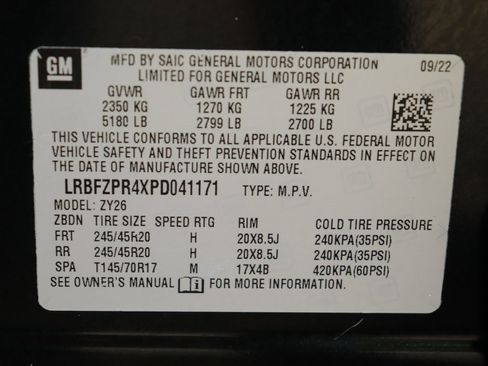 GM
MFD BY SAIC GENERAL MOTORS CORPORATION 09/22
LIMITED FOR GENERAL MOTORS LLC
GVWR GAWR FRT GAWR RR
2350 KG 1270 KG 1225 KG
5180 LB 2799 LB 2700 LB
THIS VEHICLE CONFORMS TO ALL APPLICABLE U.S. FEDERAL MOTOR
VEHICLE SAFETY AND THEFT PREVENTION STANDARDS IN EFFECT ON
THE DATE OF MANUFACTURE SHOWN ABOVE.
LRBFZPR4XPD041171 TYPE: M.P.V.
MODEL: ZY26
ZBDN TIRE SIZE SPEED RTG RIM COLD TIRE PRESSURE
FRT 245/45R20 H 20X8.5J 240KPA(35PSI)
RR 245/45R20 H 20X8.5J 240KPA(35PSI)
SPA T145/70R17 M 17X4B 420KPA(60PSI)
SEE OWNER'S MANUAL FOR MORE INFORMATION.